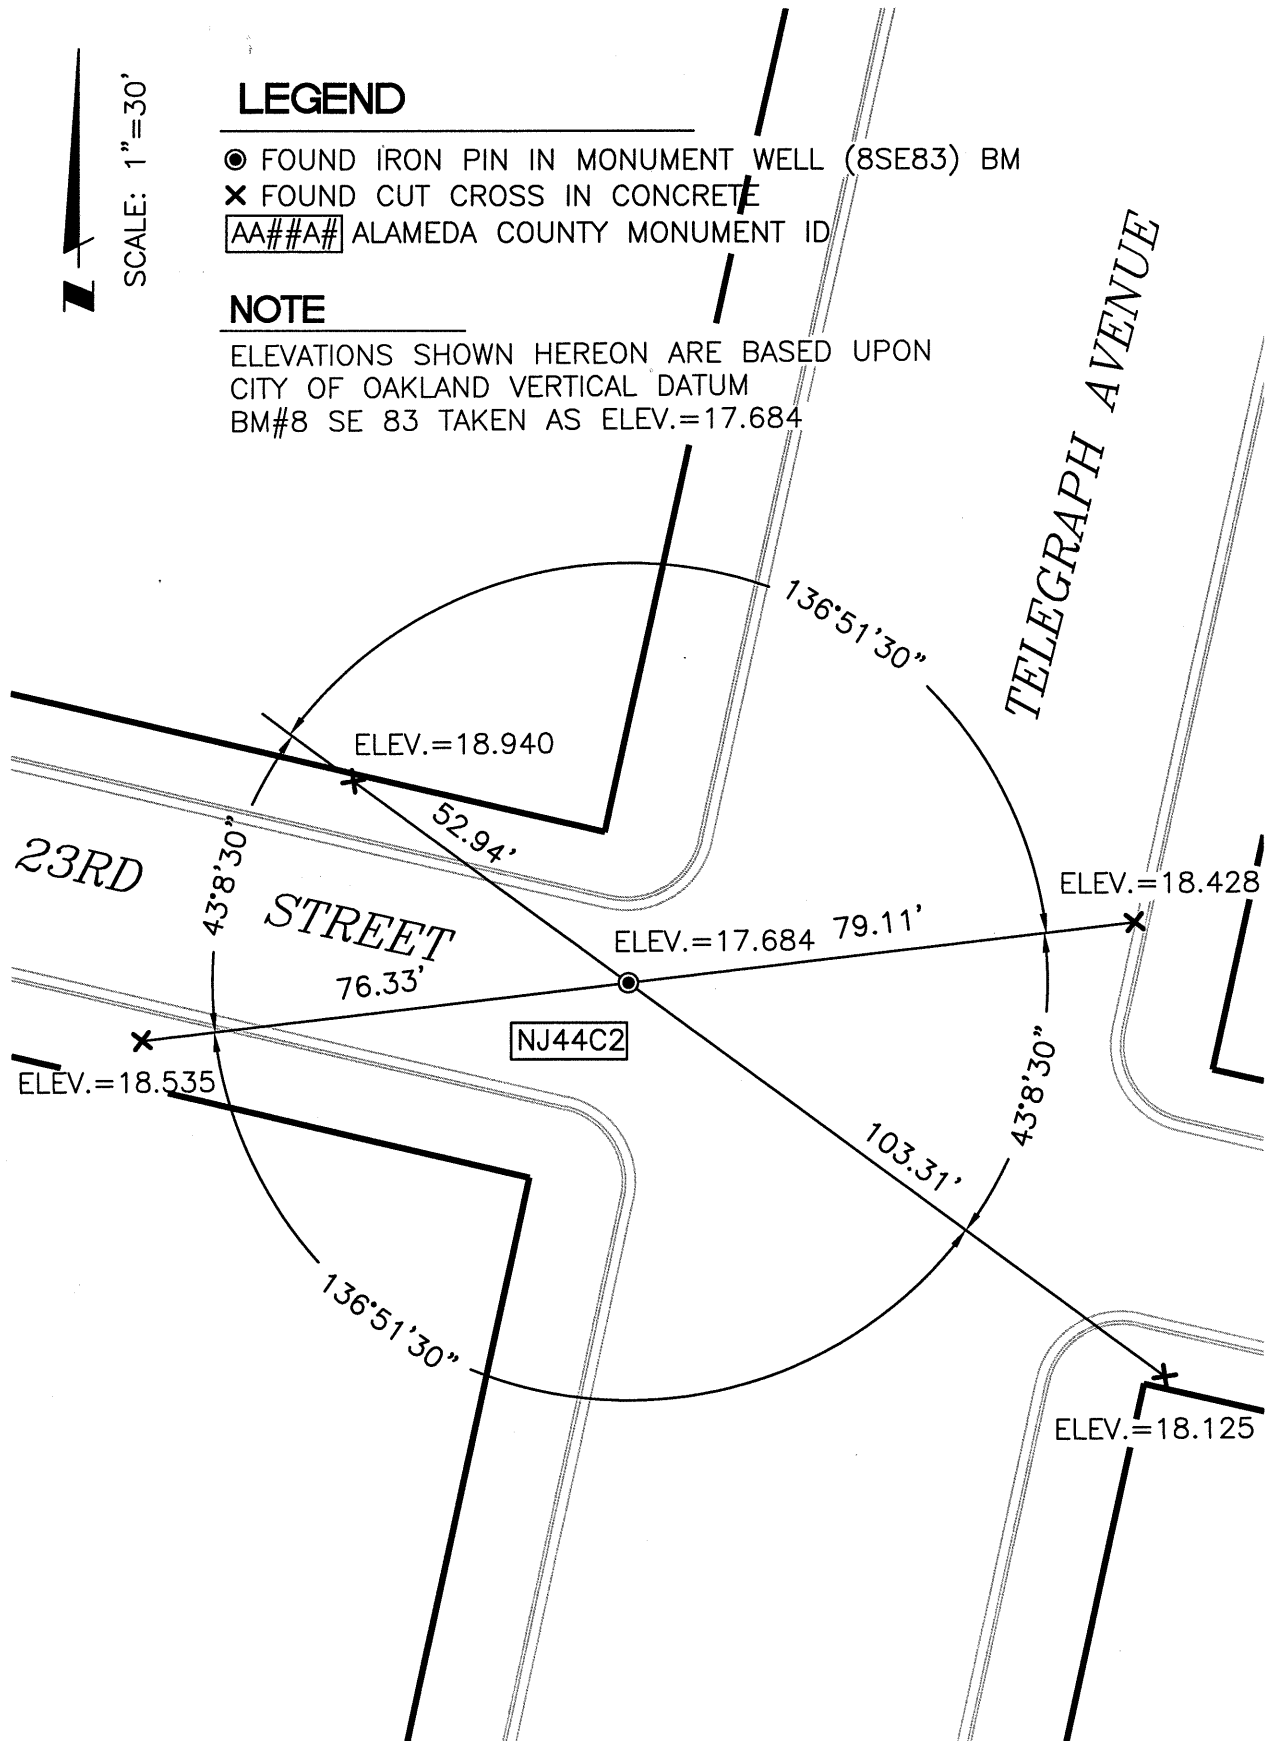 SCALE: 1"=30'
LEGEND
FOUND IRON PIN IN MONUMENT WELL (8SE83) BM
FOUND CUT CROSS IN CONCRETE
AA##A# ALAMEDA COUNTY MONUMENT ID
NOTE
ELEVATIONS SHOWN HEREON ARE BASED UPON
CITY OF OAKLAND VERTICAL DATUM
BM#8 SE 83 TAKEN AS ELEV.=17.684
TELEGRAPH AVENUE
136°51'30"
ELEV.=18.940
52.94'
23RD STREET
43°8'30"
ELEV.=18.428
79.11'
ELEV.=17.684
76.33'
NJ44C2
ELEV.=18.535
43°8'30"
103.31'
136°51'30"
ELEV.=18.125
Z